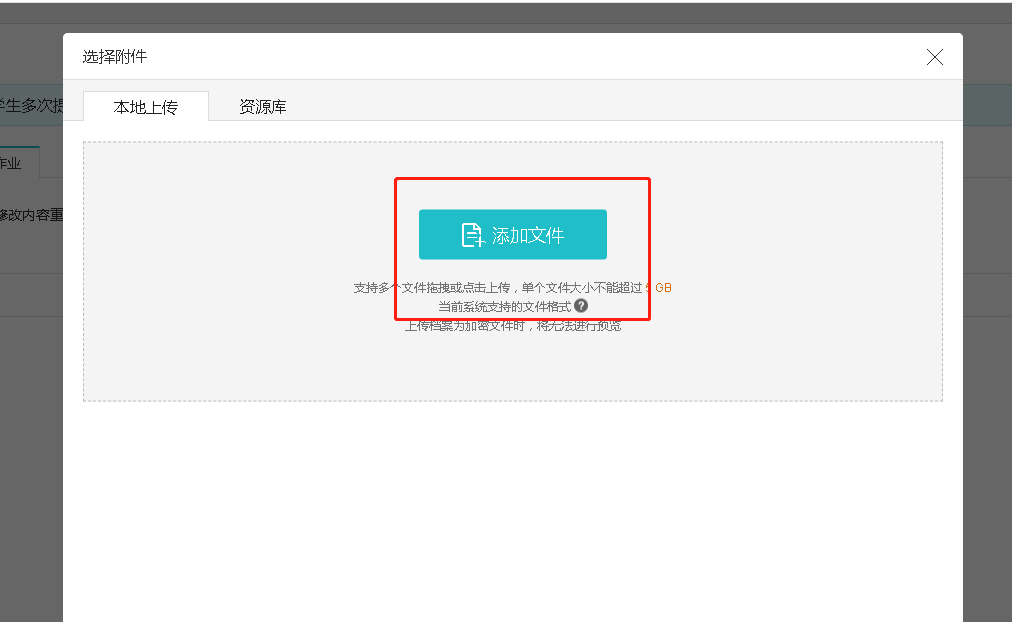 选择附件
本地上传
资源库
学生多次提
作业
修改内容重
添加文件
支持多个文件拖拽或点击上传，单个文件大小不能超过 5 GB
当前系统支持的文件格式 ?
上传档案为加密文件时，将无法进行预览